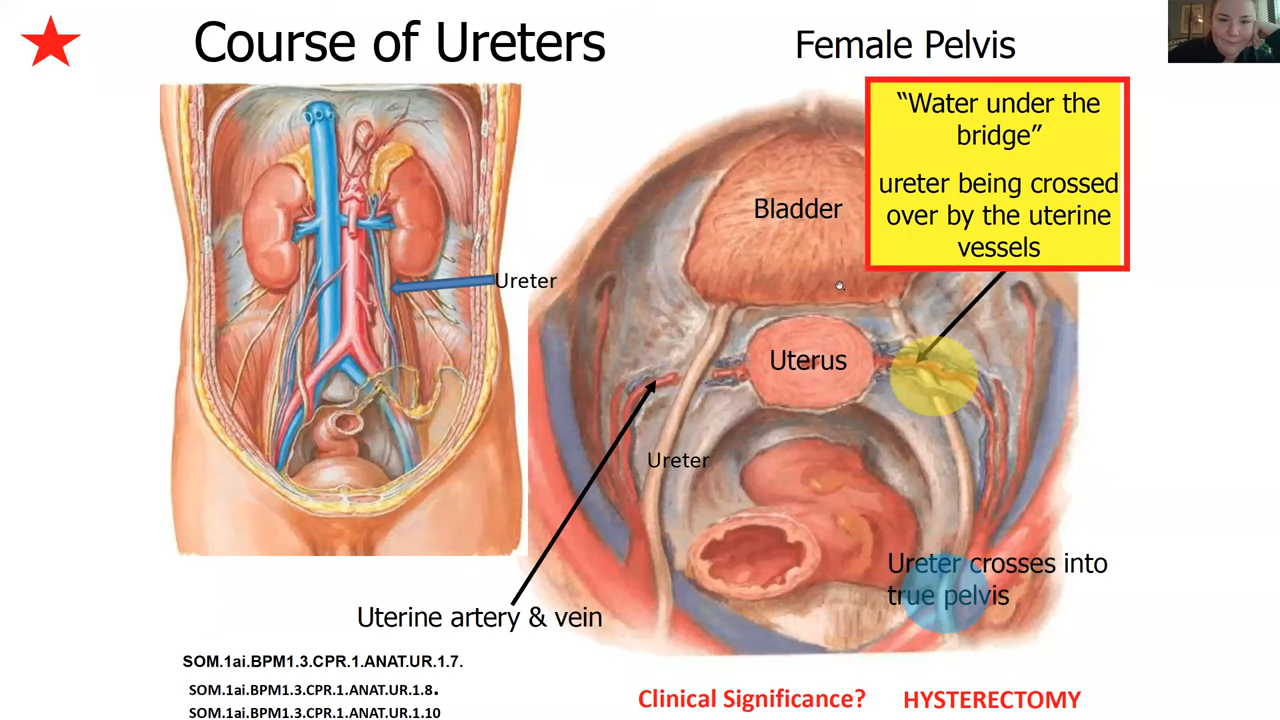 Course of Ureters
Female Pelvis
“Water under the
bridge”
ureter being crossed
over by the uterine
vessels
Bladder
Ureter
Uterus
Ureter
Ureter crosses into
true pelvis
Uterine artery & vein
SOM.1ai.BPM1.3.CPR.1.ANAT.UR.1.7.
SOM.1ai.BPM1.3.CPR.1.ANAT.UR.1.8.
SOM.1ai.BPM1.3.CPR.1.ANAT.UR.1.10
Clinical Significance? HYSTERECTOMY